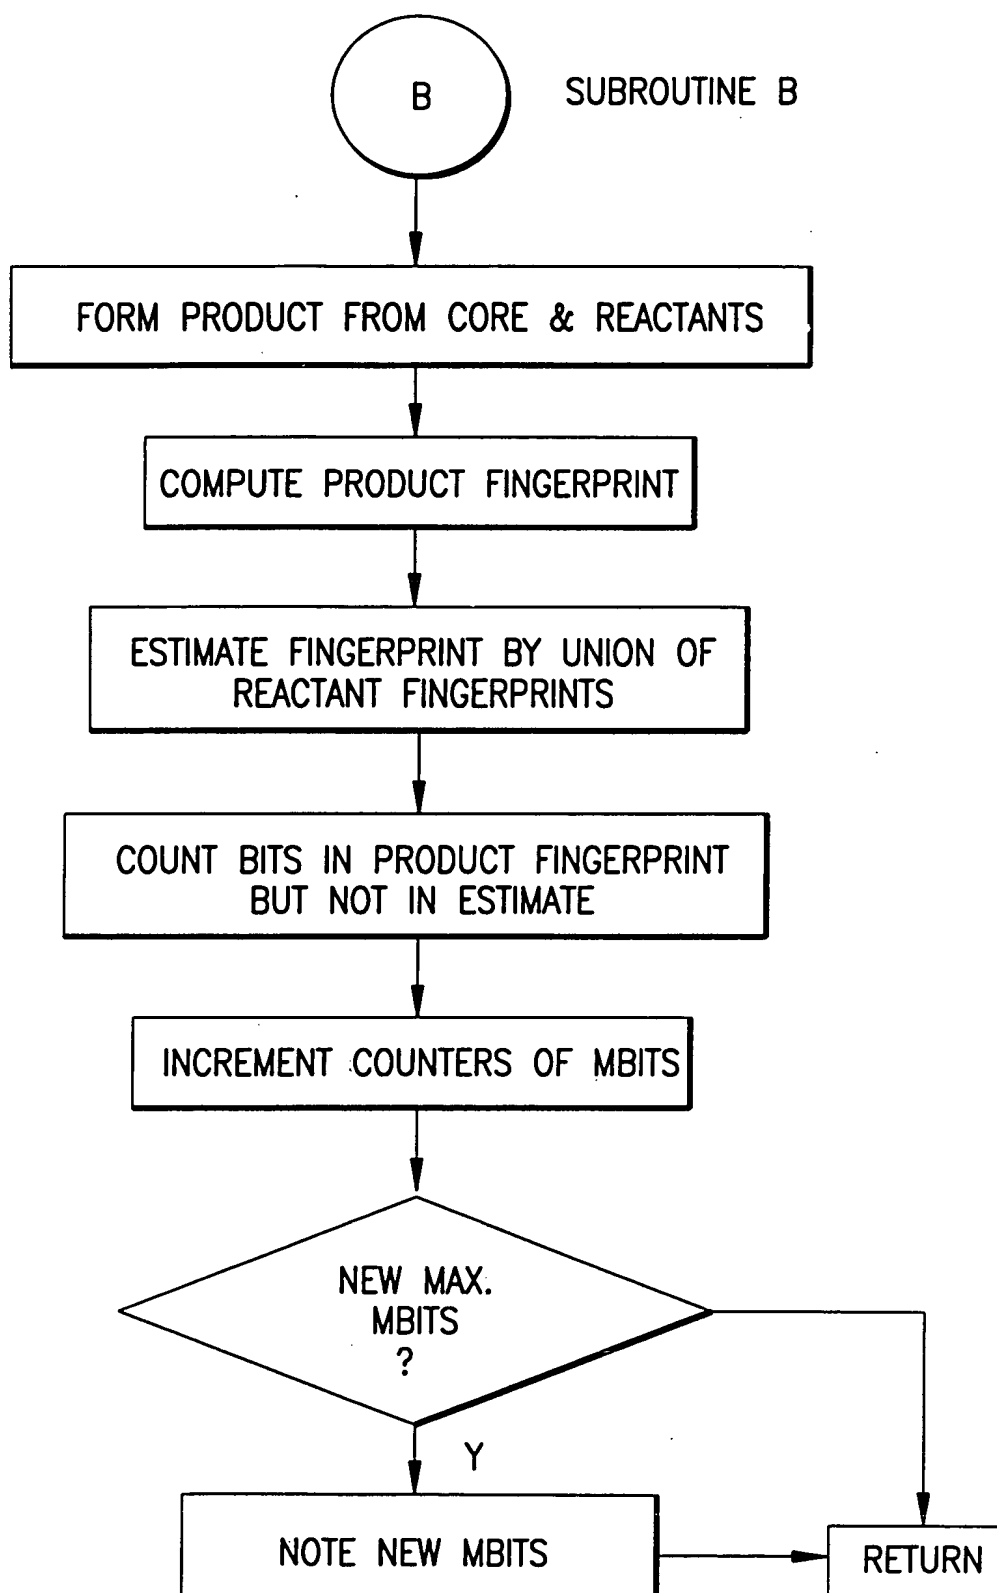 B
SUBROUTINE B
FORM PRODUCT FROM CORE & REACTANTS
COMPUTE PRODUCT FINGERPRINT
ESTIMATE FINGERPRINT BY UNION OF
REACTANT FINGERPRINTS
COUNT BITS IN PRODUCT FINGERPRINT
BUT NOT IN ESTIMATE
INCREMENT COUNTERS OF MBITS
NEW MAX.
MBITS
?
Y
NOTE NEW MBITS
RETURN